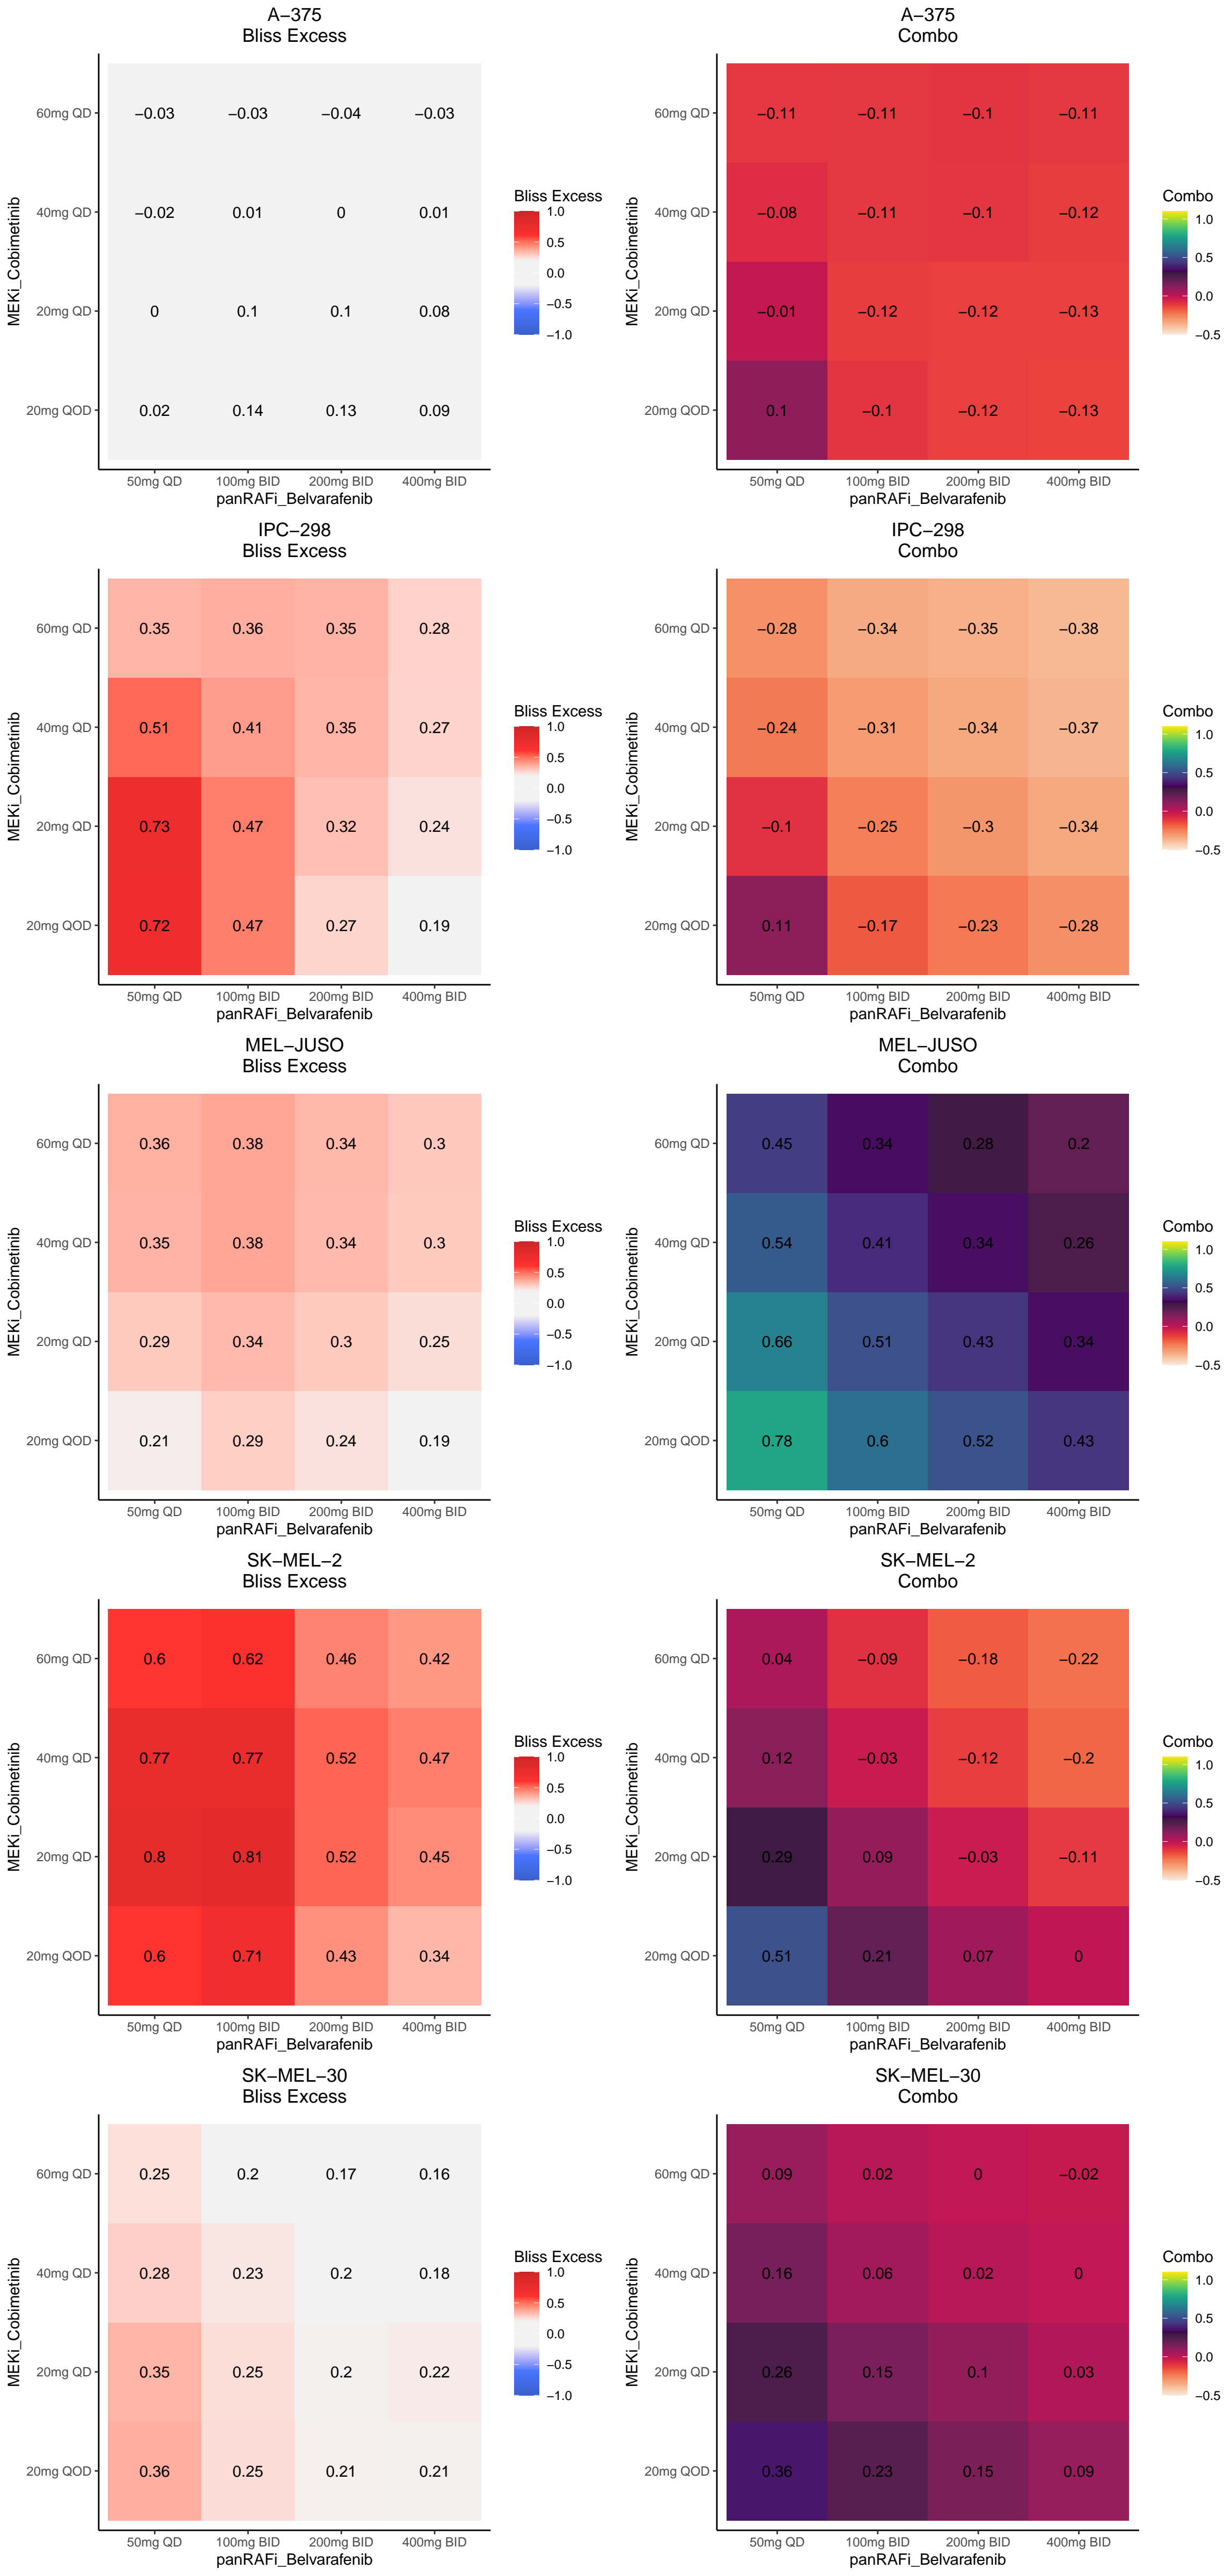 A−375
Bliss Excess
60mg QD −0.03 −0.03 −0.04 −0.03
40mg QD −0.02 0.01 0 0.01
20mg QD 0 0.1 0.1 0.08
20mg QOD 0.02 0.14 0.13 0.09
50mg QD 100mg BID 200mg BID 400mg BID
panRAFi_Belvarafenib
MEKi_Cobimetinib
Bliss Excess
1.0
0.5
0.0
−0.5
−1.0
A−375
Combo
60mg QD −0.11 −0.11 −0.1 −0.11
40mg QD −0.08 −0.11 −0.1 −0.12
20mg QD −0.01 −0.12 −0.12 −0.13
20mg QOD 0.1 −0.1 −0.12 −0.13
50mg QD 100mg BID 200mg BID 400mg BID
panRAFi_Belvarafenib
MEKi_Cobimetinib
Combo
1.0
0.5
0.0
−0.5
IPC−298
Bliss Excess
60mg QD 0.35 0.36 0.35 0.28
40mg QD 0.51 0.41 0.35 0.27
20mg QD 0.73 0.47 0.32 0.24
20mg QOD 0.72 0.47 0.27 0.19
50mg QD 100mg BID 200mg BID 400mg BID
panRAFi_Belvarafenib
MEKi_Cobimetinib
Bliss Excess
1.0
0.5
0.0
−0.5
−1.0
IPC−298
Combo
60mg QD −0.28 −0.34 −0.35 −0.38
40mg QD −0.24 −0.31 −0.34 −0.37
20mg QD −0.1 −0.25 −0.3 −0.34
20mg QOD 0.11 −0.17 −0.23 −0.28
50mg QD 100mg BID 200mg BID 400mg BID
panRAFi_Belvarafenib
MEKi_Cobimetinib
Combo
1.0
0.5
0.0
−0.5
MEL−JUSO
Bliss Excess
60mg QD 0.36 0.38 0.34 0.3
40mg QD 0.35 0.38 0.34 0.3
20mg QD 0.29 0.34 0.3 0.25
20mg QOD 0.21 0.29 0.24 0.19
50mg QD 100mg BID 200mg BID 400mg BID
panRAFi_Belvarafenib
MEKi_Cobimetinib
Bliss Excess
1.0
0.5
0.0
−0.5
−1.0
MEL−JUSO
Combo
60mg QD 0.45 0.34 0.28 0.2
40mg QD 0.54 0.41 0.34 0.26
20mg QD 0.66 0.51 0.43 0.34
20mg QOD 0.78 0.6 0.52 0.43
50mg QD 100mg BID 200mg BID 400mg BID
panRAFi_Belvarafenib
MEKi_Cobimetinib
Combo
1.0
0.5
0.0
−0.5
SK−MEL−2
Bliss Excess
60mg QD 0.6 0.62 0.46 0.42
40mg QD 0.77 0.77 0.52 0.47
20mg QD 0.8 0.81 0.52 0.45
20mg QOD 0.6 0.71 0.43 0.34
50mg QD 100mg BID 200mg BID 400mg BID
panRAFi_Belvarafenib
MEKi_Cobimetinib
Bliss Excess
1.0
0.5
0.0
−0.5
−1.0
SK−MEL−2
Combo
60mg QD 0.04 −0.09 −0.18 −0.22
40mg QD 0.12 −0.03 −0.12 −0.2
20mg QD 0.29 0.09 −0.03 −0.11
20mg QOD 0.51 0.21 0.07 0
50mg QD 100mg BID 200mg BID 400mg BID
panRAFi_Belvarafenib
MEKi_Cobimetinib
Combo
1.0
0.5
0.0
−0.5
SK−MEL−30
Bliss Excess
60mg QD 0.25 0.2 0.17 0.16
40mg QD 0.28 0.23 0.2 0.18
20mg QD 0.35 0.25 0.2 0.22
20mg QOD 0.36 0.25 0.21 0.21
50mg QD 100mg BID 200mg BID 400mg BID
panRAFi_Belvarafenib
MEKi_Cobimetinib
Bliss Excess
1.0
0.5
0.0
−0.5
−1.0
SK−MEL−30
Combo
60mg QD 0.09 0.02 0 −0.02
40mg QD 0.16 0.06 0.02 0
20mg QD 0.26 0.15 0.1 0.03
20mg QOD 0.36 0.23 0.15 0.09
50mg QD 100mg BID 200mg BID 400mg BID
panRAFi_Belvarafenib
MEKi_Cobimetinib
Combo
1.0
0.5
0.0
−0.5